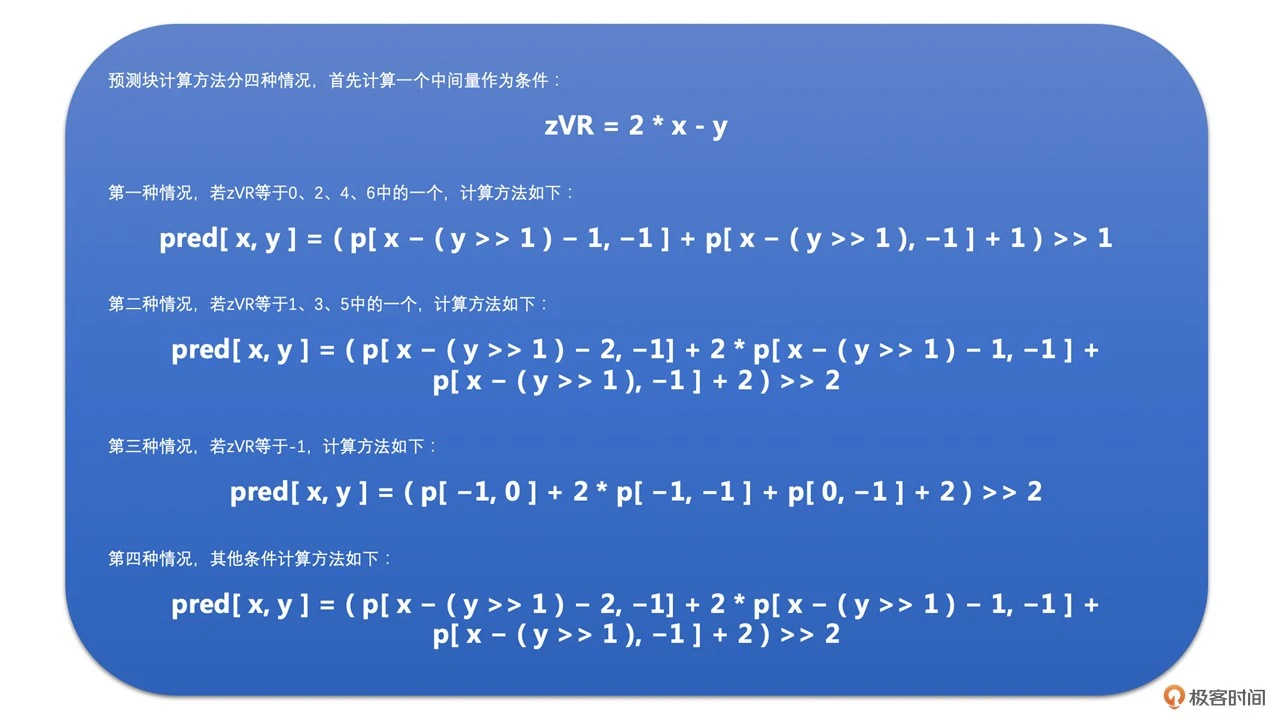 预测块计算方法分四种情况，首先计算一个中间量作为条件：
zVR = 2 * x - y
第一种情况，若zVR等于0、2、4、6中的一个，计算方法如下：
pred[ x, y ] = ( p[ x − ( y >> 1 ) − 1, −1 ] + p[ x − ( y >> 1 ), −1 ] + 1 ) >> 1
第二种情况，若zVR等于1、3、5中的一个，计算方法如下：
pred[ x, y ] = ( p[ x − ( y >> 1 ) − 2, −1] + 2 * p[ x − ( y >> 1 ) − 1, −1 ] +
p[ x − ( y >> 1 ), −1 ] + 2 ) >> 2
第三种情况，若zVR等于-1，计算方法如下：
pred[ x, y ] = ( p[ −1, 0 ] + 2 * p[ −1, −1 ] + p[ 0, −1 ] + 2 ) >> 2
第四种情况，其他条件计算方法如下：
pred[ x, y ] = ( p[ x − ( y >> 1 ) − 2, −1] + 2 * p[ x − ( y >> 1 ) − 1, −1 ] +
p[ x − ( y >> 1 ), −1 ] + 2 ) >> 2
极客时间